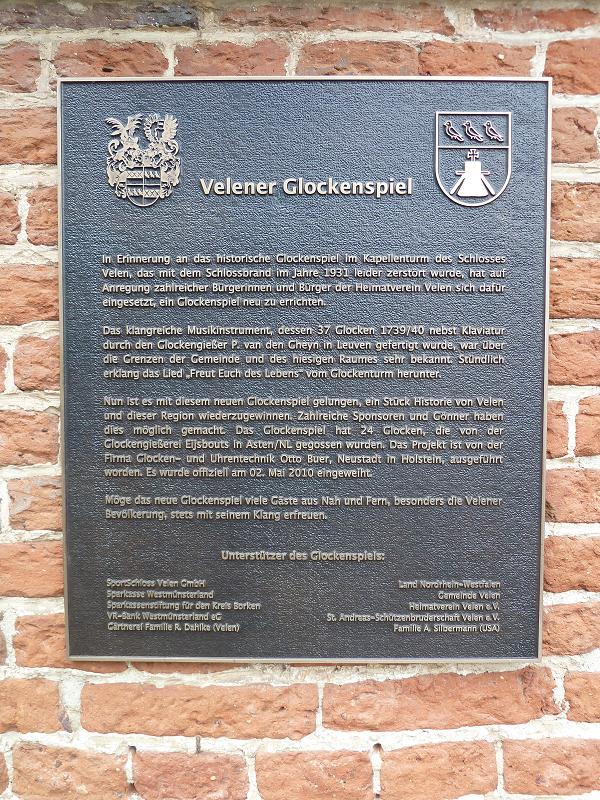 Velener Glockenspiel
In Erinnerung an das historische Glockenspiel im Kapellenturm des Schlosses
Velen, das mit dem Schlossbrand im Jahre 1931 leider zerstört wurde, hat auf
Anregung zahlreicher Bürgerinnen und Bürger der Heimatverein Velen sich dafür
eingesetzt, ein Glockenspiel neu zu errichten.
Das klangreiche Musikinstrument, dessen 37 Glocken 1739/40 nebst Klaviatur
durch den Glockengießer P. van den Gheyn in Leuven gefertigt wurde, war über
die Grenzen der Gemeinde und des hiesigen Raumes sehr bekannt. Stündlich
erklang das Lied „Freut Euch des Lebens" vom Glockenturm herunter.
Nun ist es mit diesem neuen Glockenspiel gelungen, ein Stück Historie von Velen
und dieser Region wiederzugewinnen. Zahlreiche Sponsoren und Gönner haben
dies möglich gemacht. Das Glockenspiel hat 24 Glocken, die von der
Glockengießerei Eijsbouts in Asten/NL gegossen wurden. Das Projekt ist von der
Firma Glocken- und Uhrentechnik Otto Buer, Neustadt in Holstein, ausgeführt
worden. Es wurde offiziell am 02. Mai 2010 eingeweiht.
Möge das neue Glockenspiel viele Gäste aus Nah und Fern, besonders die Velener
Bevölkerung, stets mit seinem Klang erfreuen.
Unterstützer des Glockenspiels:
SportSchloss Velen GmbH
Sparkasse Westmünsterland
Sparkassenstiftung für den Kreis Borken
VR-Bank Westmünsterland eG
Gärtnerei Familie R. Dahlke (Velen)
Land Nordrhein-Westfalen
Gemeinde Velen
Heimatverein Velen e.V.
St. Andreas-Schützenbruderschaft Velen e.V.
Familie A. Silbermann (USA)